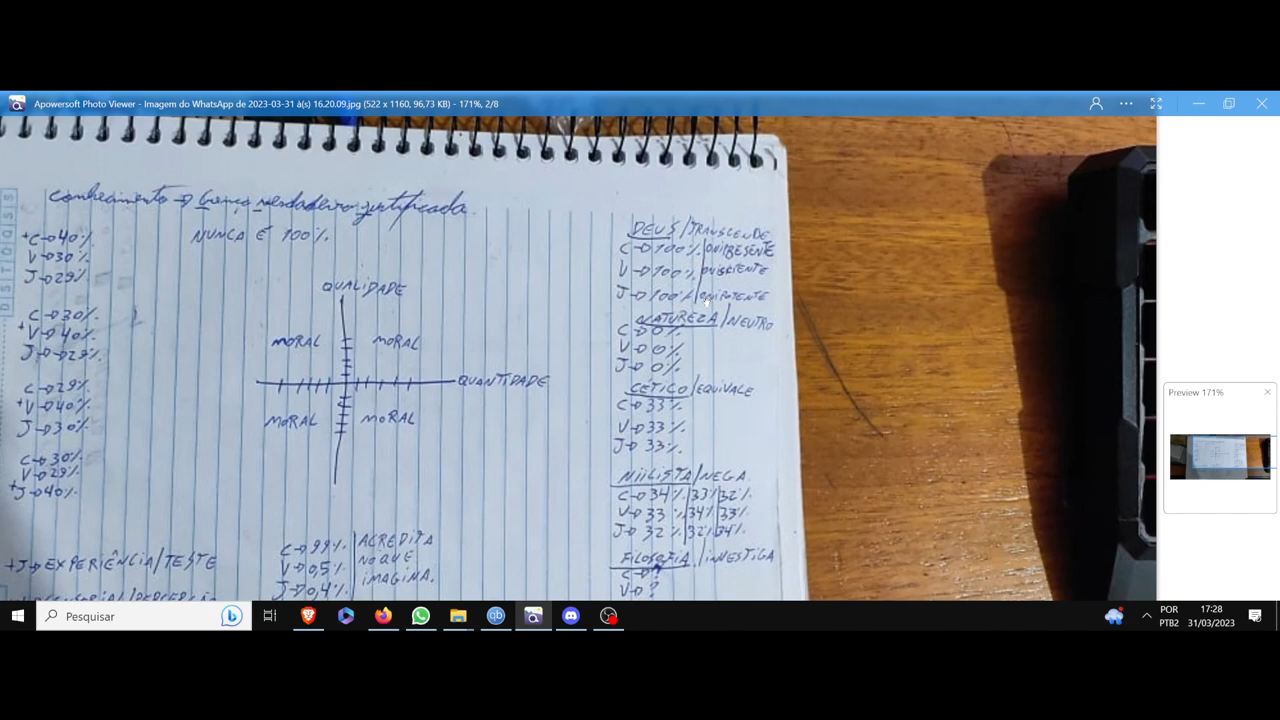 Apowersoft Photo Viewer - Imagem do WhatsApp de 2023-03-31 à(s) 16.20.09.jpg (522 x 1160, 96,73 KB) - 171%, 2/8
Conhecimento → Crença verdadeira justificada
NUNCA É 100%.
+C→40%
V→30%
J→29%
C→30%
+V→40%
J→29%
C→29%
+V→40%
J→30%
C→30%
V→29%
+J→40%
+J→EXPERIÊNCIA/TESTE
QUALIDADE
MORAL MORAL
QUANTIDADE
MORAL MORAL
C→99% | ACREDITA
V→0,5% | NO QUE
J→0,4% | IMAGINA.
DEUS/TRANSCENDE
C→100% | ONIPRESENTE
V→100% | ONISCIENTE
J→100% | ONIPOTENTE
NATUREZA/NEUTRO
C→0%
V→0%
J→0%
CETICO/EQUIVALE
C→33%
V→33%
J→33%
NIILISTA/NEGA
C→34% | 33% | 32%
V→33% | 34% | 33%
J→32% | 32% | 34%
FILOSOFIA/INVESTIGA
C→?
V→?
D S T Q Q S S
Preview 171%
Pesquisar
POR
PTB2
17:28
31/03/2023